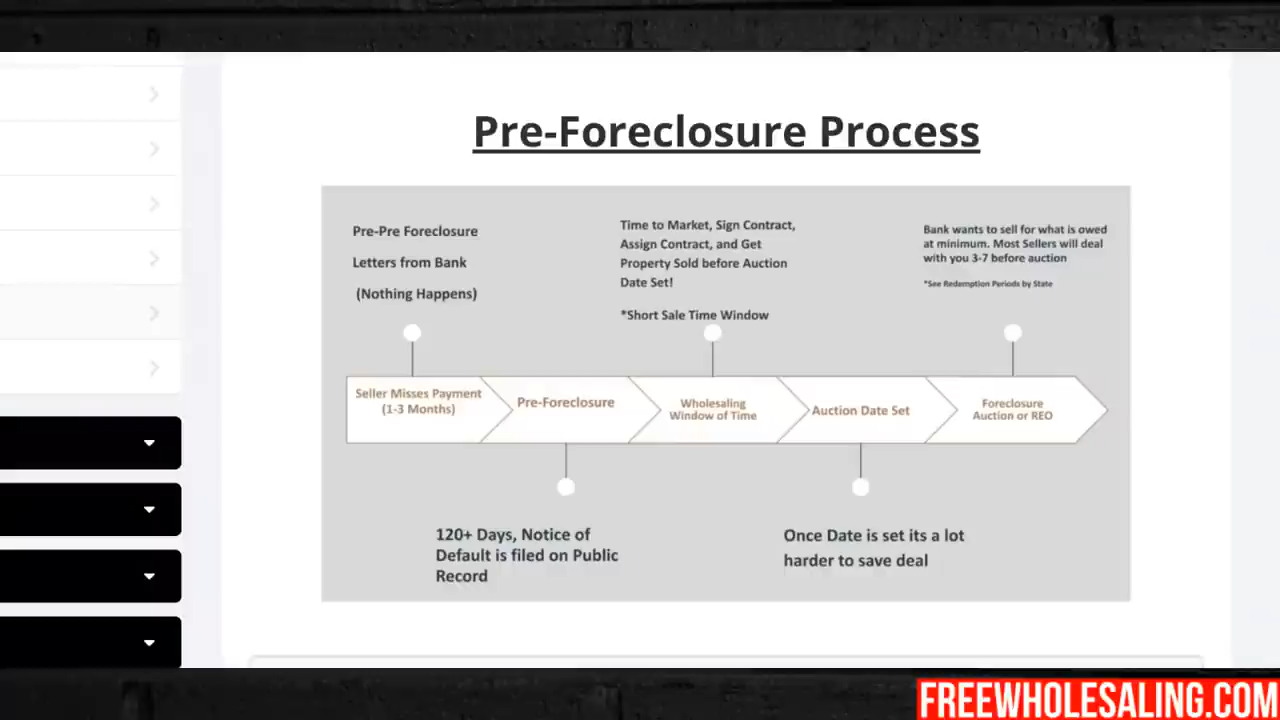 Pre-Foreclosure Process
Pre-Pre Foreclosure
Letters from Bank
(Nothing Happens)
Time to Market, Sign Contract,
Assign Contract, and Get
Property Sold before Auction
Date Set!
*Short Sale Time Window
Bank wants to sell for what is owed
at minimum. Most Sellers will deal
with you 3-7 before auction
*See Redemption Periods by State
Seller Misses Payment
(1-3 Months)
Pre-Foreclosure
Wholesaling
Window of Time
Auction Date Set
Foreclosure
Auction or REO
120+ Days, Notice of
Default is filed on Public
Record
Once Date is set its a lot
harder to save deal
FREEWHOLESALING.COM